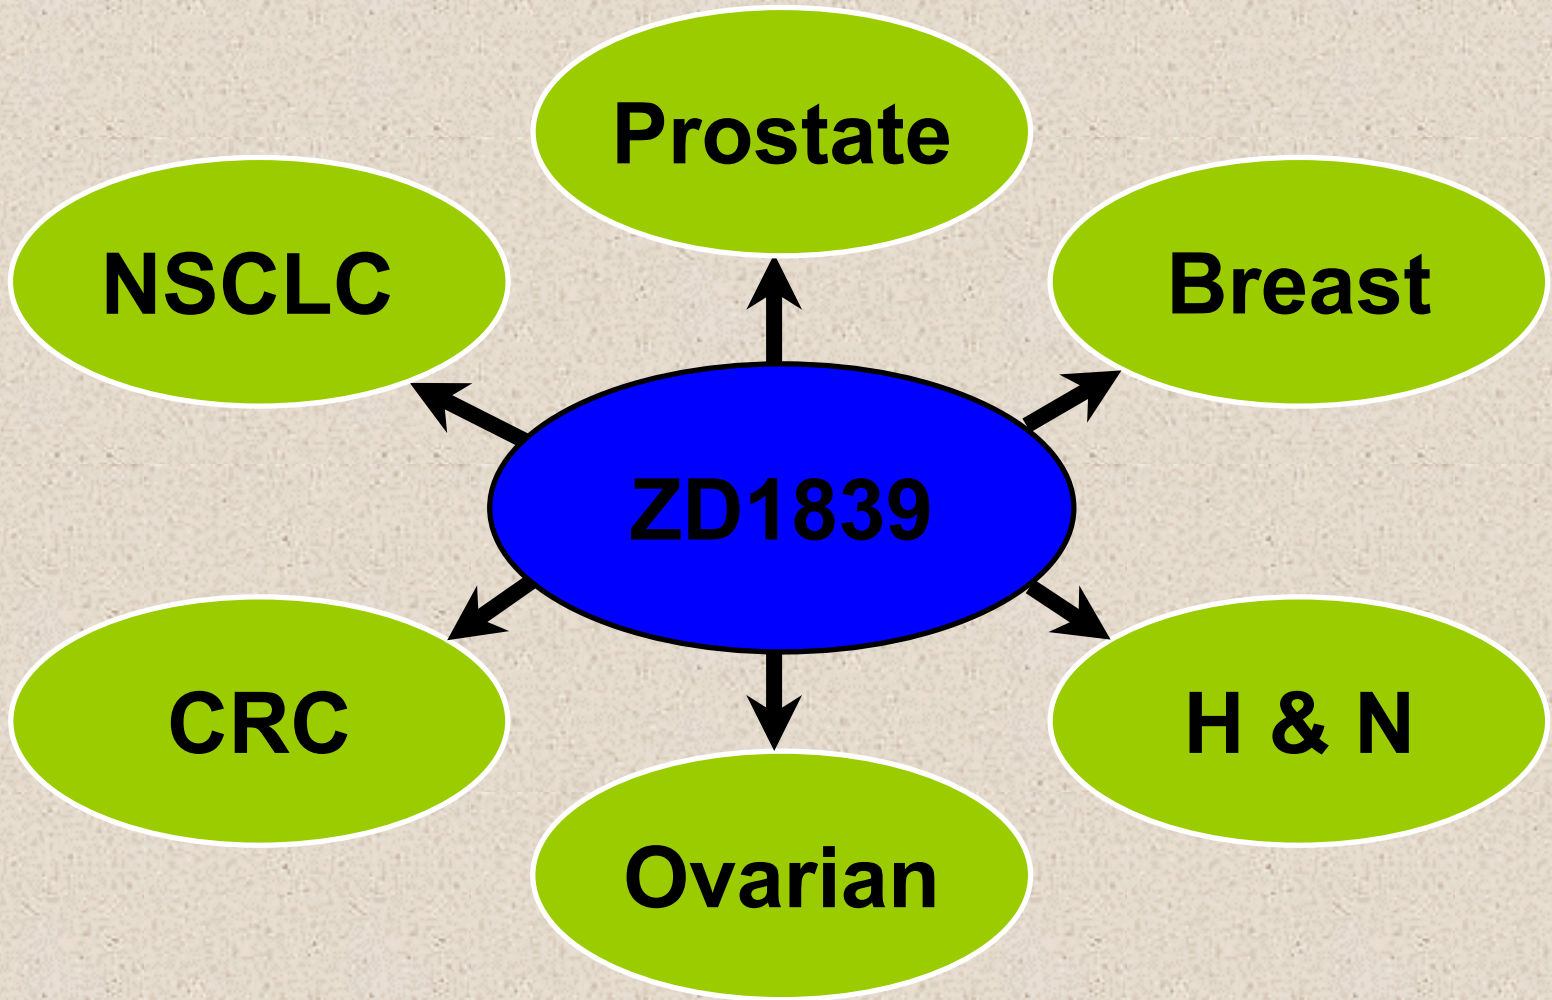 Prostate
NSCLC
Breast
ZD1839
CRC
H & N
Ovarian